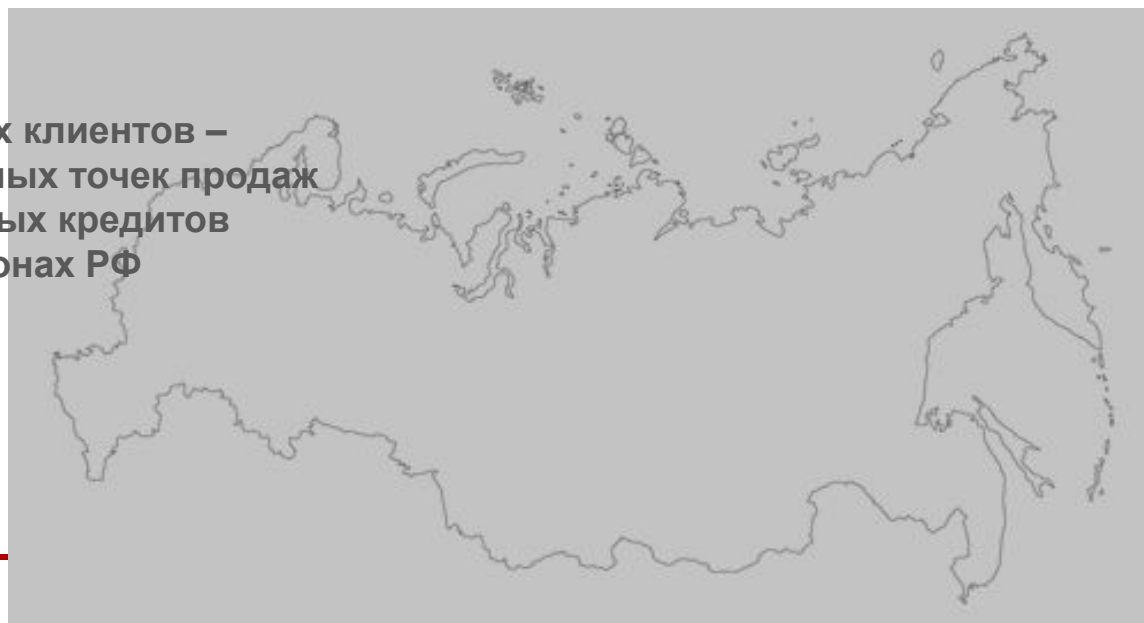 х клиентов –
ных точек продаж
ых кредитов
онах РФ